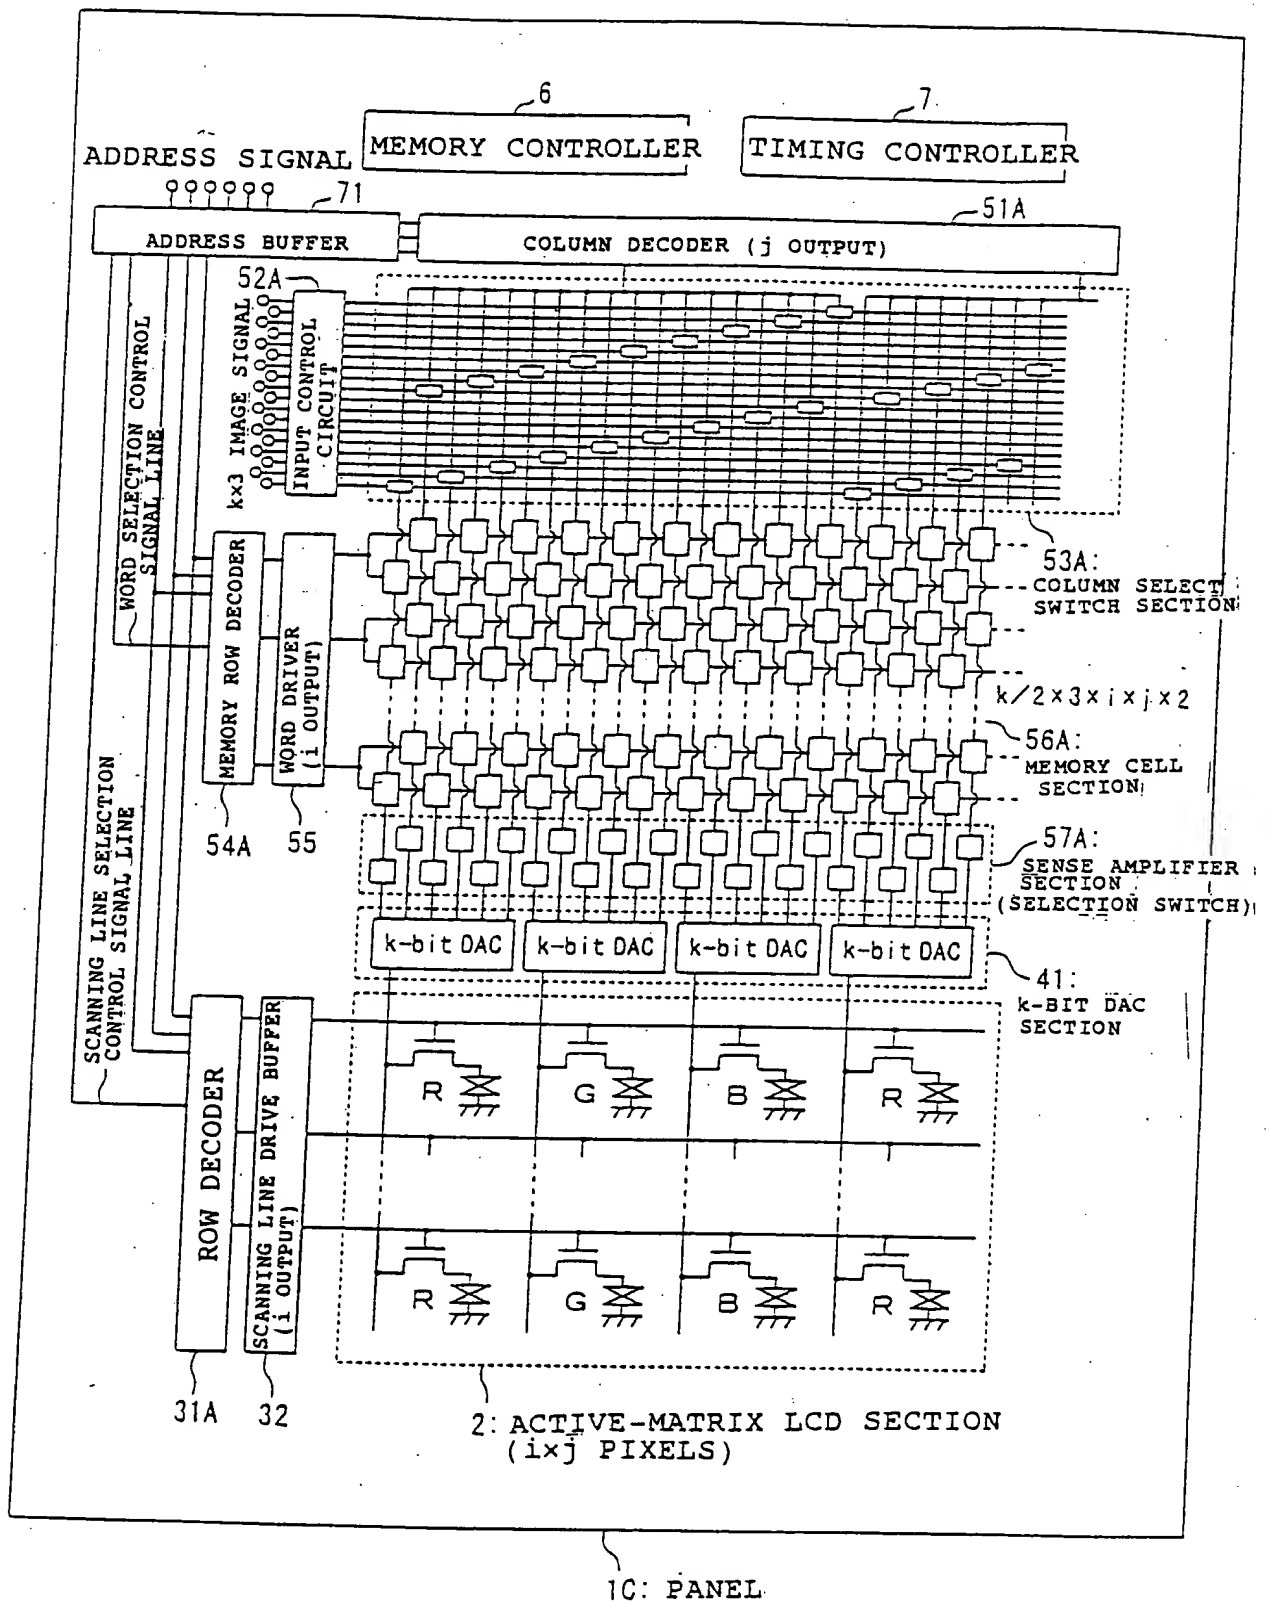 6
7
MEMORY CONTROLLER
TIMING CONTROLLER
ADDRESS SIGNAL
71
51A
ADDRESS BUFFER
COLUMN DECODER (j OUTPUT)
52A
k×3 IMAGE SIGNAL
INPUT CONTROL
CIRCUIT
WORD SELECTION CONTROL
SIGNAL LINE
53A:
COLUMN SELECT
SWITCH SECTION
MEMORY ROW DECODER
WORD DRIVER
(i OUTPUT)
k/2×3×i×j×2
56A:
MEMORY CELL
SECTION
54A
55
57A:
SENSE AMPLIFIER
SECTION
(SELECTION SWITCH)
SCANNING LINE SELECTION
CONTROL SIGNAL LINE
k-bit DAC
k-bit DAC
k-bit DAC
k-bit DAC
41:
k-BIT DAC
SECTION
ROW DECODER
SCANNING LINE DRIVE BUFFER
(i OUTPUT)
R
G
B
R
R
G
B
R
31A
32
2: ACTIVE-MATRIX LCD SECTION
(i×j PIXELS)
1C: PANEL